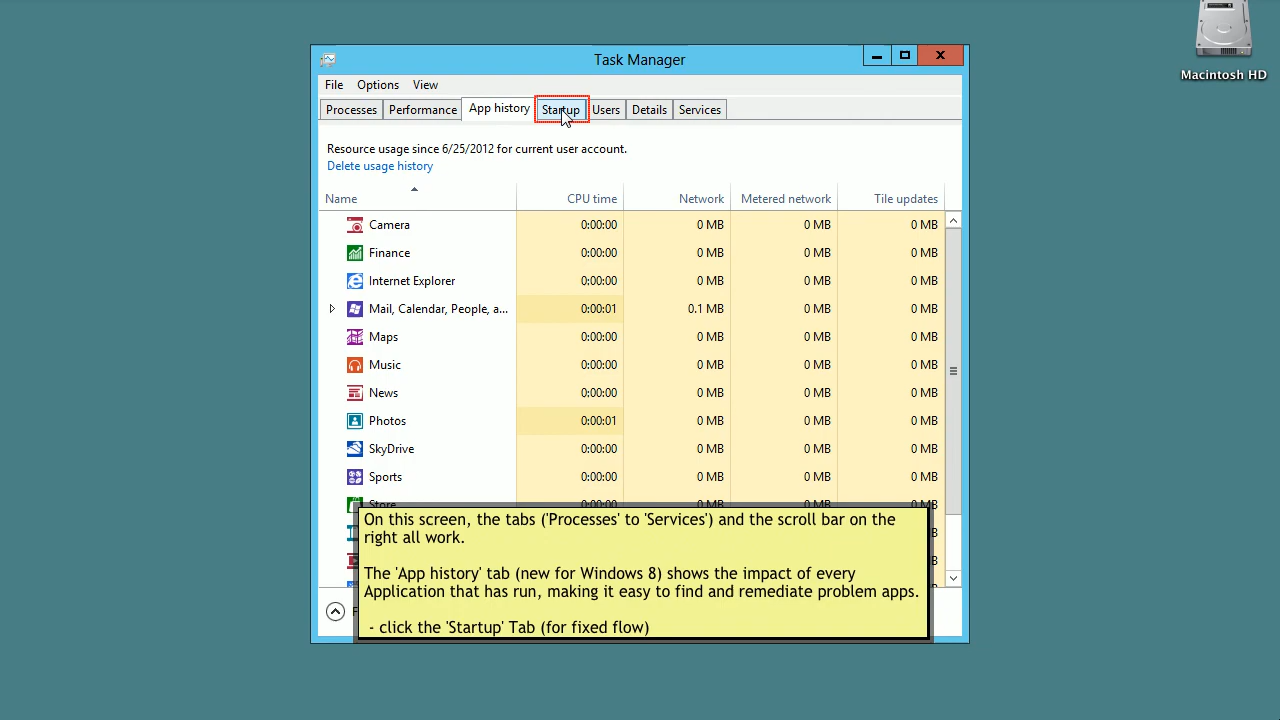 Macintosh HD
Task Manager
File Options View
Processes Performance App history Startup Users Details Services
Resource usage since 6/25/2012 for current user account.
Delete usage history
Name CPU time Network Metered network Tile updates
Camera 0:00:00 0 MB 0 MB 0 MB
Finance 0:00:00 0 MB 0 MB 0 MB
Internet Explorer 0:00:00 0 MB 0 MB 0 MB
Mail, Calendar, People, a... 0:00:01 0.1 MB 0 MB 0 MB
Maps 0:00:00 0 MB 0 MB 0 MB
Music 0:00:00 0 MB 0 MB 0 MB
News 0:00:00 0 MB 0 MB 0 MB
Photos 0:00:01 0 MB 0 MB 0 MB
SkyDrive 0:00:00 0 MB 0 MB 0 MB
Sports 0:00:00 0 MB 0 MB 0 MB
Store 0:00:00 0 MB 0 MB 0 MB
On this screen, the tabs ('Processes' to 'Services') and the scroll bar on the
right all work.
The 'App history' tab (new for Windows 8) shows the impact of every
Application that has run, making it easy to find and remediate problem apps.
- click the 'Startup' Tab (for fixed flow)